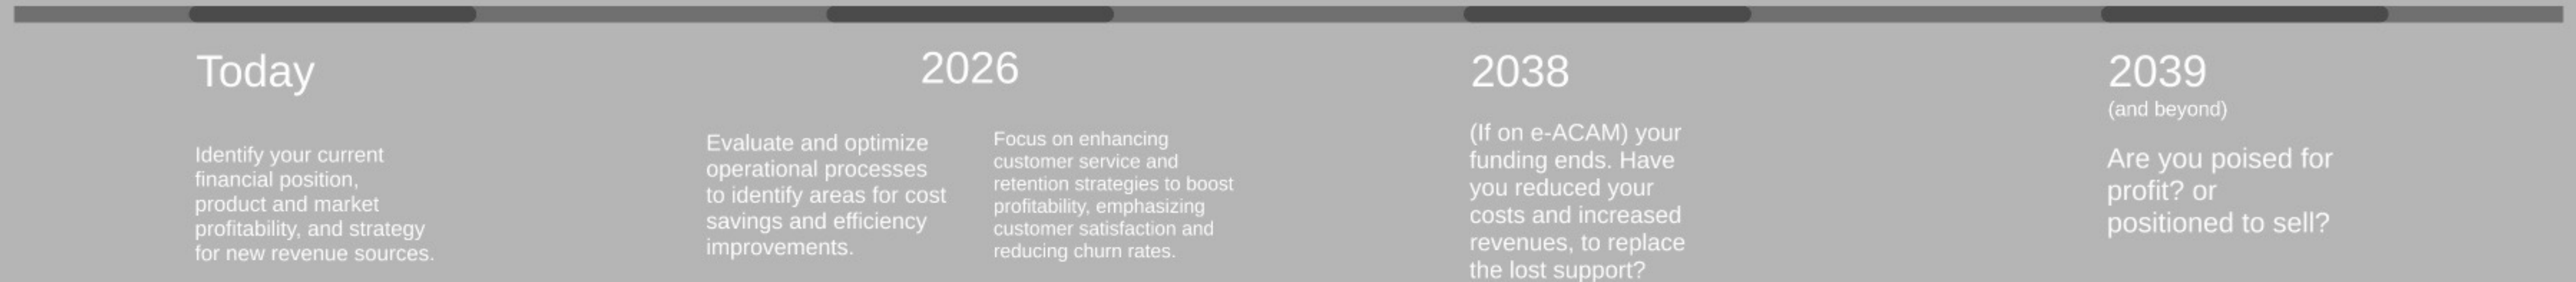 Today
Identify your current
financial position,
product and market
profitability, and strategy
for new revenue sources.
2026
Evaluate and optimize
operational processes
to identify areas for cost
savings and efficiency
improvements.
Focus on enhancing
customer service and
retention strategies to boost
profitability, emphasizing
customer satisfaction and
reducing churn rates.
2038
(If on e-ACAM) your
funding ends. Have
you reduced your
costs and increased
revenues, to replace
the lost support?
2039
(and beyond)
Are you poised for
profit? or
positioned to sell?